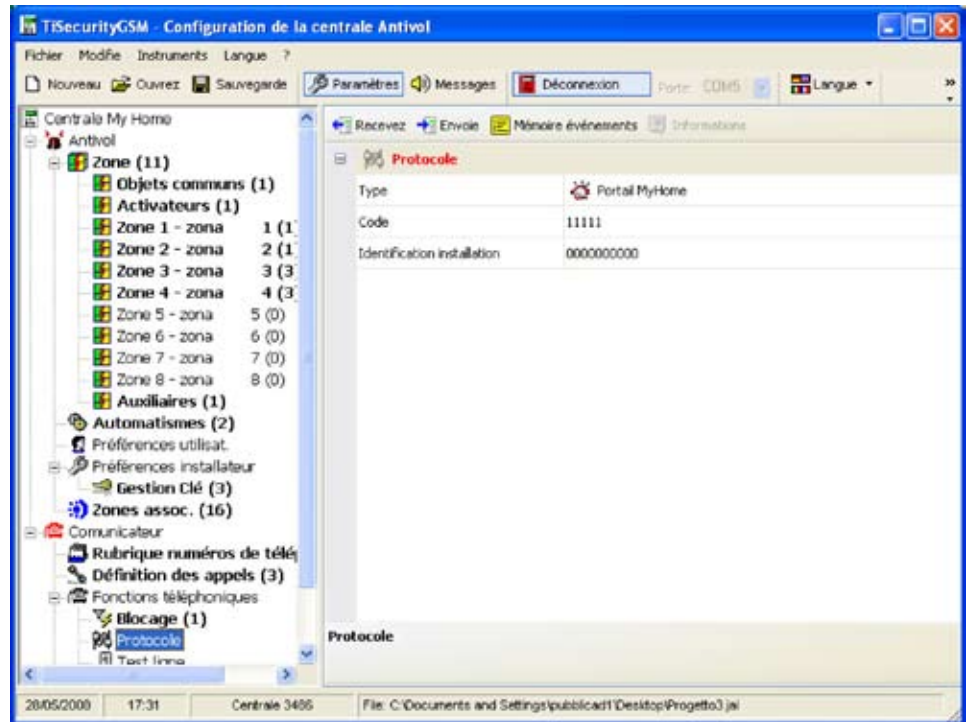 TiSecurityGSM - Configuration de la centrale Antivol
Fichier Modifie Instruments Langue ?
Nouveau Ouvrez Sauvegarde Paramètres Messages Déconnexion Porte: COM5 Langue »
Centrale My Home
Antivol
Zone (11)
Objets communs (1)
Activateurs (1)
Zone 1 - zona 1 (1
Zone 2 - zona 2 (1
Zone 3 - zona 3 (3
Zone 4 - zona 4 (3
Zone 5 - zona 5 (0)
Zone 6 - zona 6 (0)
Zone 7 - zona 7 (0)
Zone 8 - zona 8 (0)
Auxiliaires (1)
Automatismes (2)
Préférences utilisat.
Préférences installateur
Gestion Clé (3)
Zones assoc. (16)
Comunicateur
Rubrique numéros de télép
Définition des appels (3)
Fonctions téléphoniques
Blocage (1)
Protocole
Test ligne
Recevez Envoie Mémoire événements Informations
Protocole
Type Portail MyHome
Code 11111
Identification installation 0000000000
Protocole
28/05/2008 17:31 Centrale 3486 File: C:\Documents and Settings\pubblicad1\Desktop\Progetto3.jai